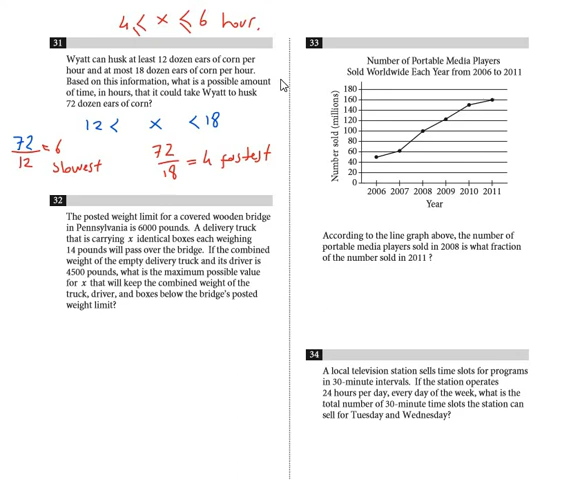 4 ≤ x ≤ 6 hour.
31
Wyatt can husk at least 12 dozen ears of corn per
hour and at most 18 dozen ears of corn per hour.
Based on this information, what is a possible amount
of time, in hours, that it could take Wyatt to husk
72 dozen ears of corn?
12 < x < 18
72/12 = 6 slowest
72/18 = 4 fastest
32
The posted weight limit for a covered wooden bridge
in Pennsylvania is 6000 pounds. A delivery truck
that is carrying x identical boxes each weighing
14 pounds will pass over the bridge. If the combined
weight of the empty delivery truck and its driver is
4500 pounds, what is the maximum possible value
for x that will keep the combined weight of the
truck, driver, and boxes below the bridge's posted
weight limit?
33
Number of Portable Media Players
Sold Worldwide Each Year from 2006 to 2011
Number sold (millions)
180
160
140
120
100
80
60
40
20
0
2006 2007 2008 2009 2010 2011
Year
According to the line graph above, the number of
portable media players sold in 2008 is what fraction
of the number sold in 2011 ?
34
A local television station sells time slots for programs
in 30-minute intervals. If the station operates
24 hours per day, every day of the week, what is the
total number of 30-minute time slots the station can
sell for Tuesday and Wednesday?